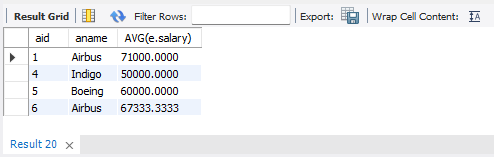 Result Grid Filter Rows: Export: Wrap Cell Content:
aid aname AVG(e.salary)
1 Airbus 71000.0000
4 Indigo 50000.0000
5 Boeing 60000.0000
6 Airbus 67333.3333
Result 20